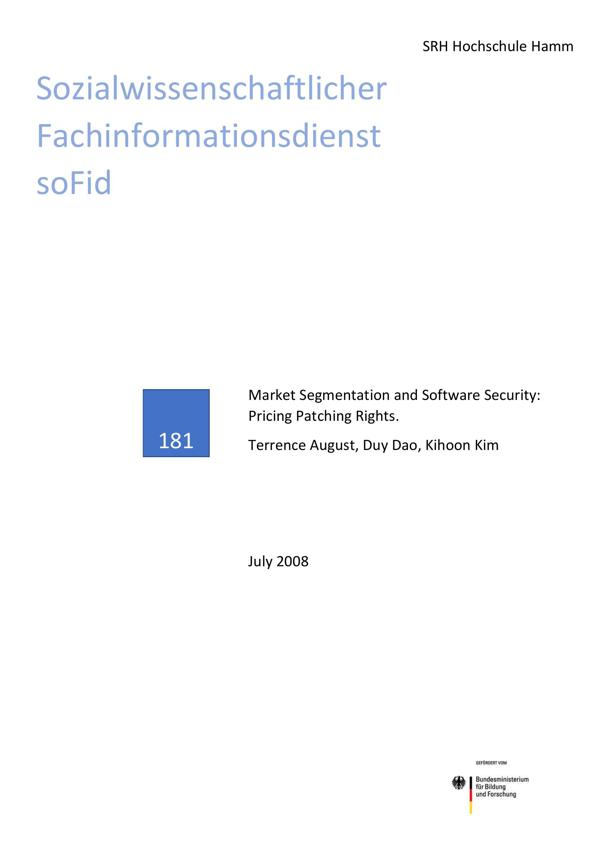 SRH Hochschule Hamm
Sozialwissenschaftlicher
Fachinformationsdienst
soFid
181
Market Segmentation and Software Security:
Pricing Patching Rights.
Terrence August, Duy Dao, Kihoon Kim
July 2008
GEFÖRDERT VOM
Bundesministerium
für Bildung
und Forschung